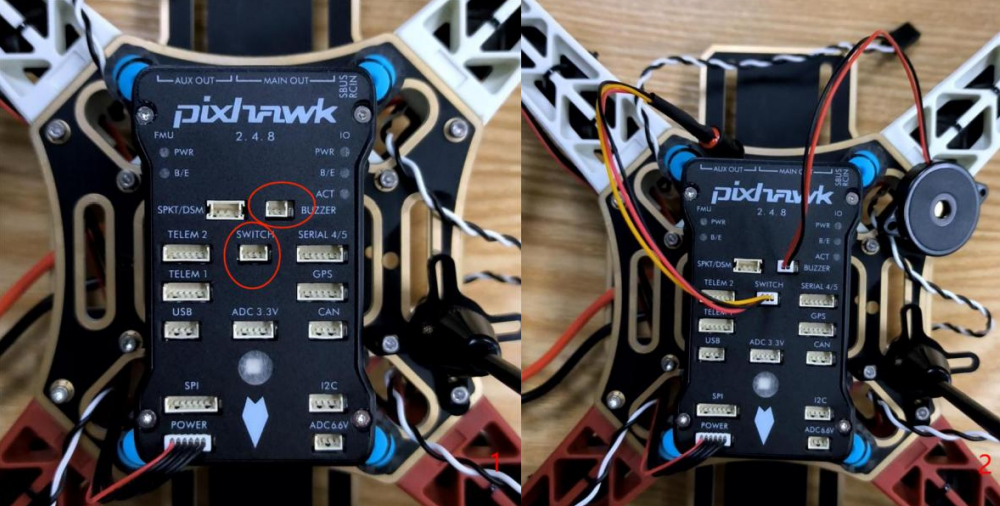 AUX OUT MAIN OUT
SBUS
RCIN
pixhawk
2.4.8
FMU IO
PWR PWR
B/E B/E
ACT
SPKT/DSM BUZZER
TELEM 2 SWITCH SERIAL 4/5
TELEM 1 GPS
USB ADC 3.3V CAN
SPI I2C
POWER ADC6.6V
1
AUX OUT MAIN OUT
SBUS
RCIN
pixhawk
2.4.8
FMU IO
PWR PWR
B/E B/E
ACT
SPKT/DSM BUZZER
TELEM 2 SWITCH SERIAL 4/5
TELEM 1 GPS
USB ADC 3.3V CAN
SPI I2C
POWER ADC6.6V
2